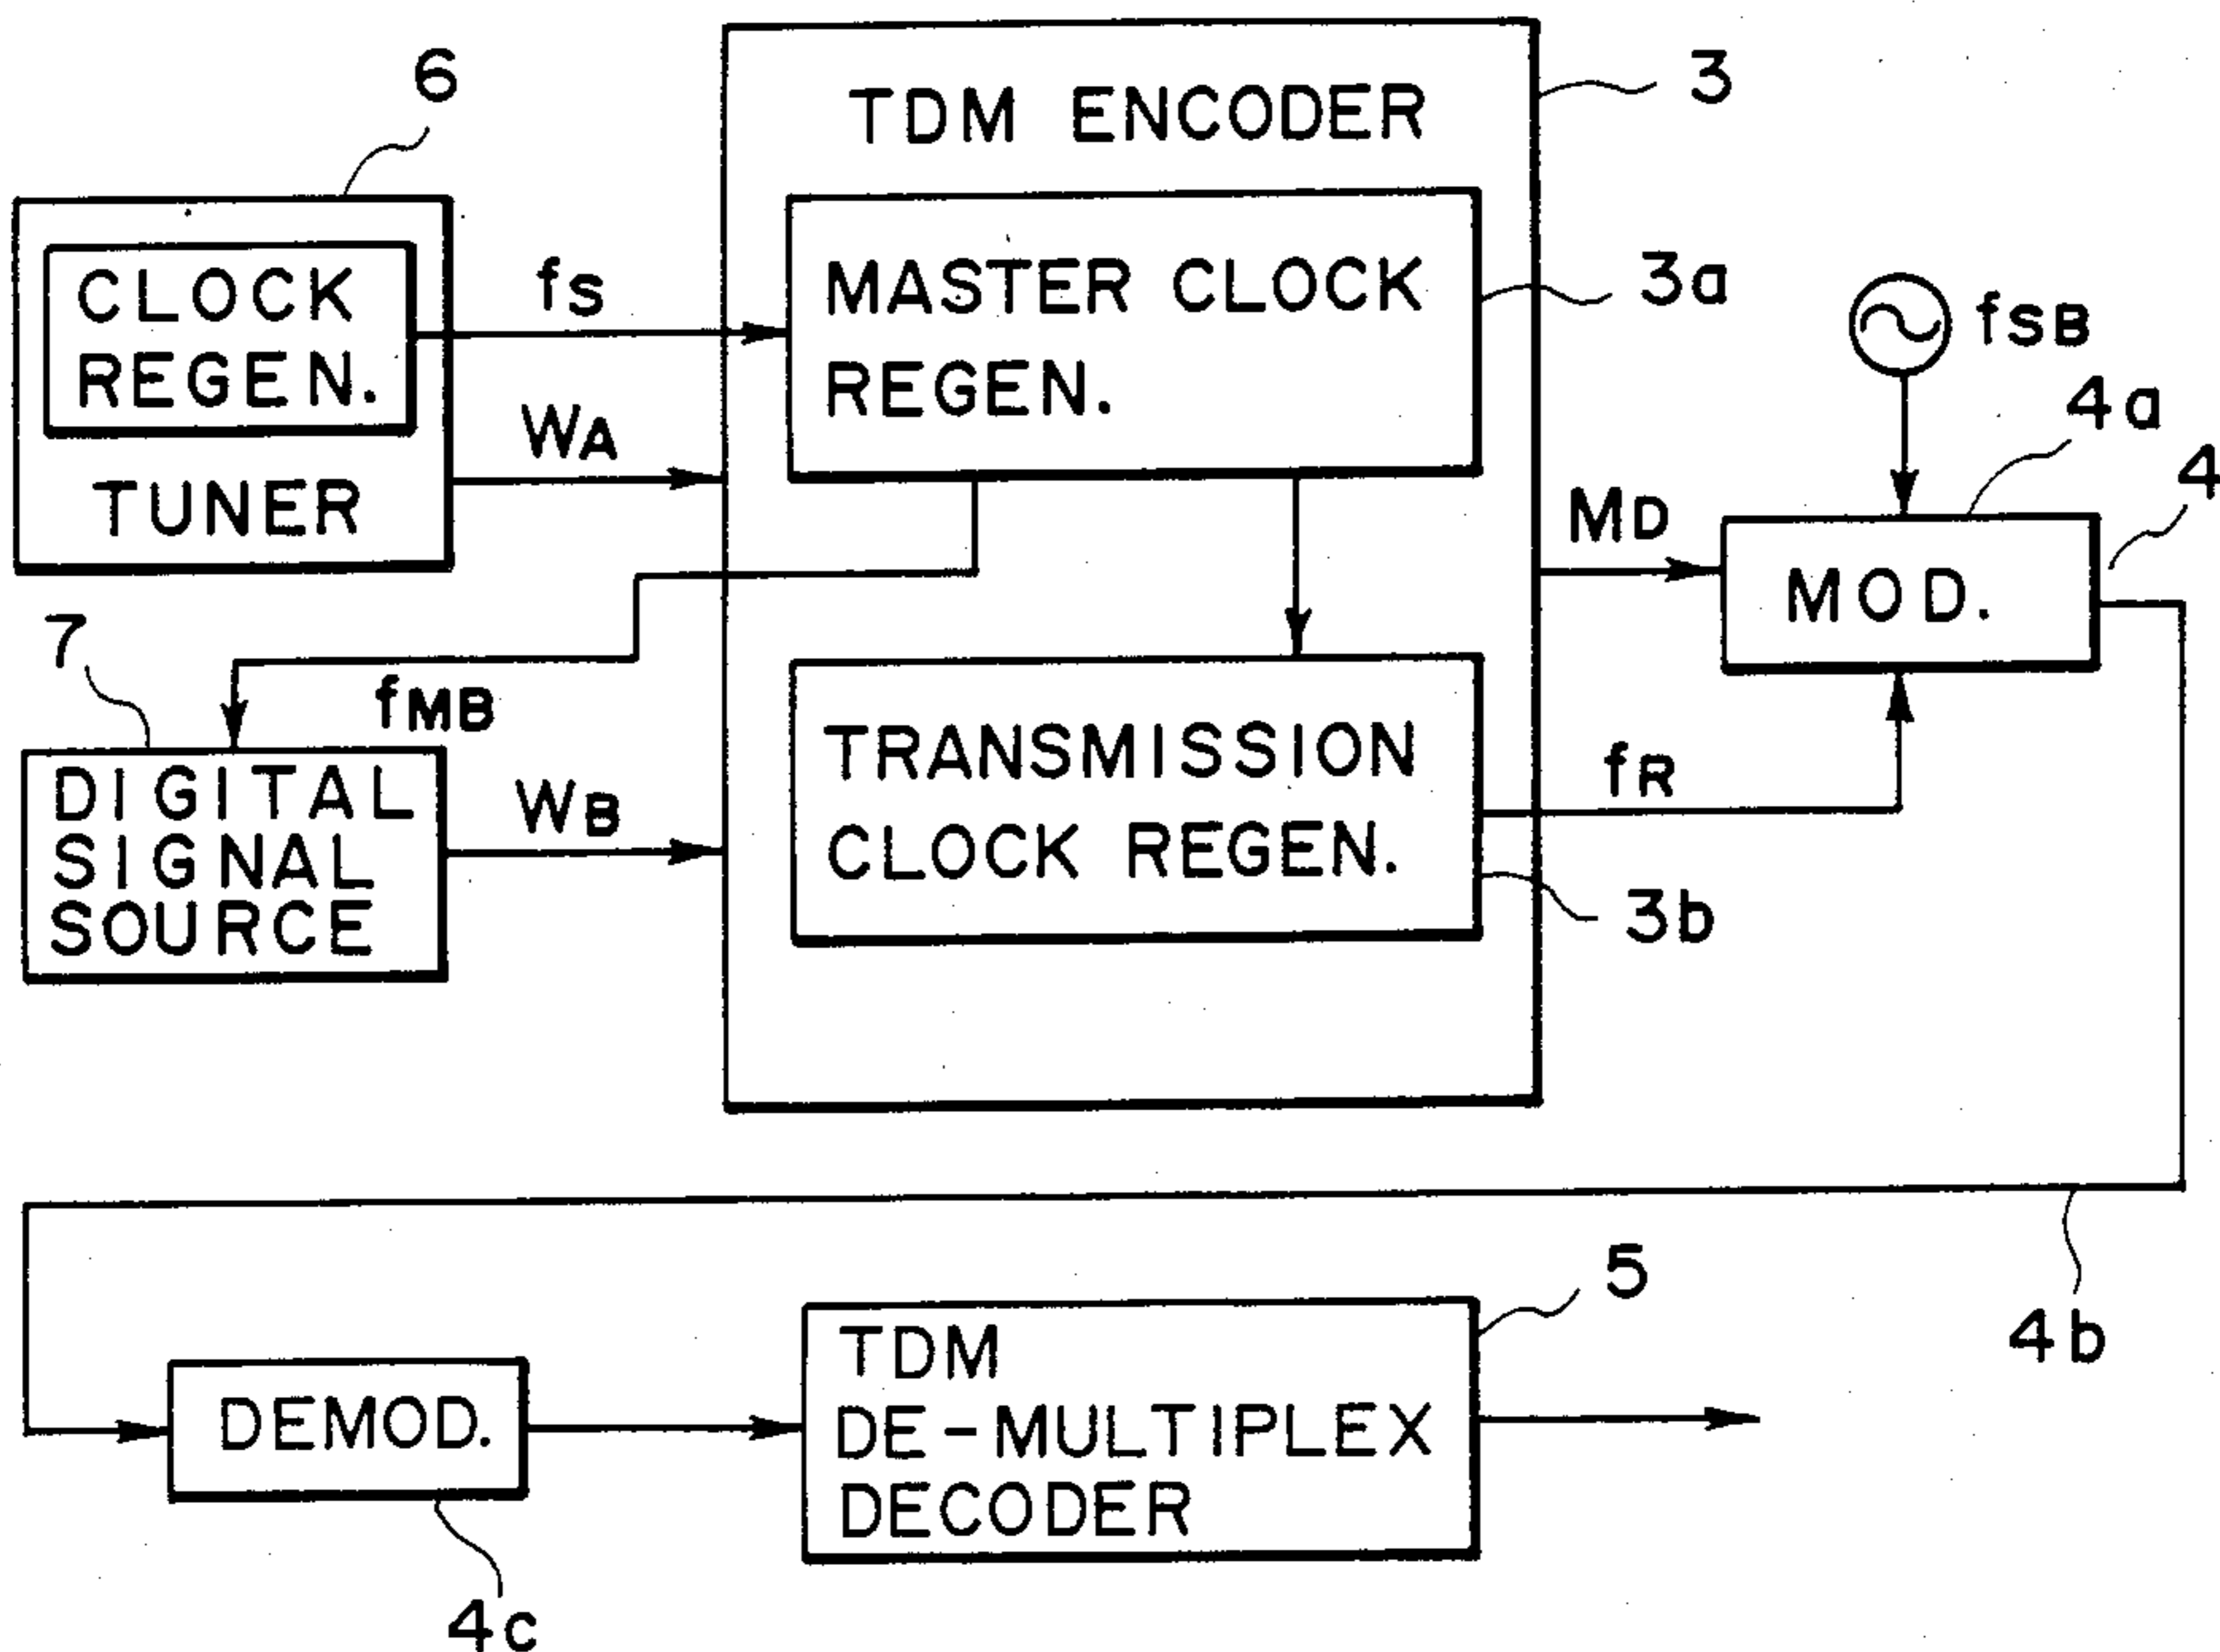 6
CLOCK
REGEN.
TUNER
fS
WA
TDM ENCODER
3
MASTER CLOCK
REGEN.
3a
fSB
4a
4
MD
MOD.
7
fMB
DIGITAL
SIGNAL
SOURCE
WB
TRANSMISSION
CLOCK REGEN.
fR
3b
4b
DEMOD.
4c
TDM
DE-MULTIPLEX
DECODER
5